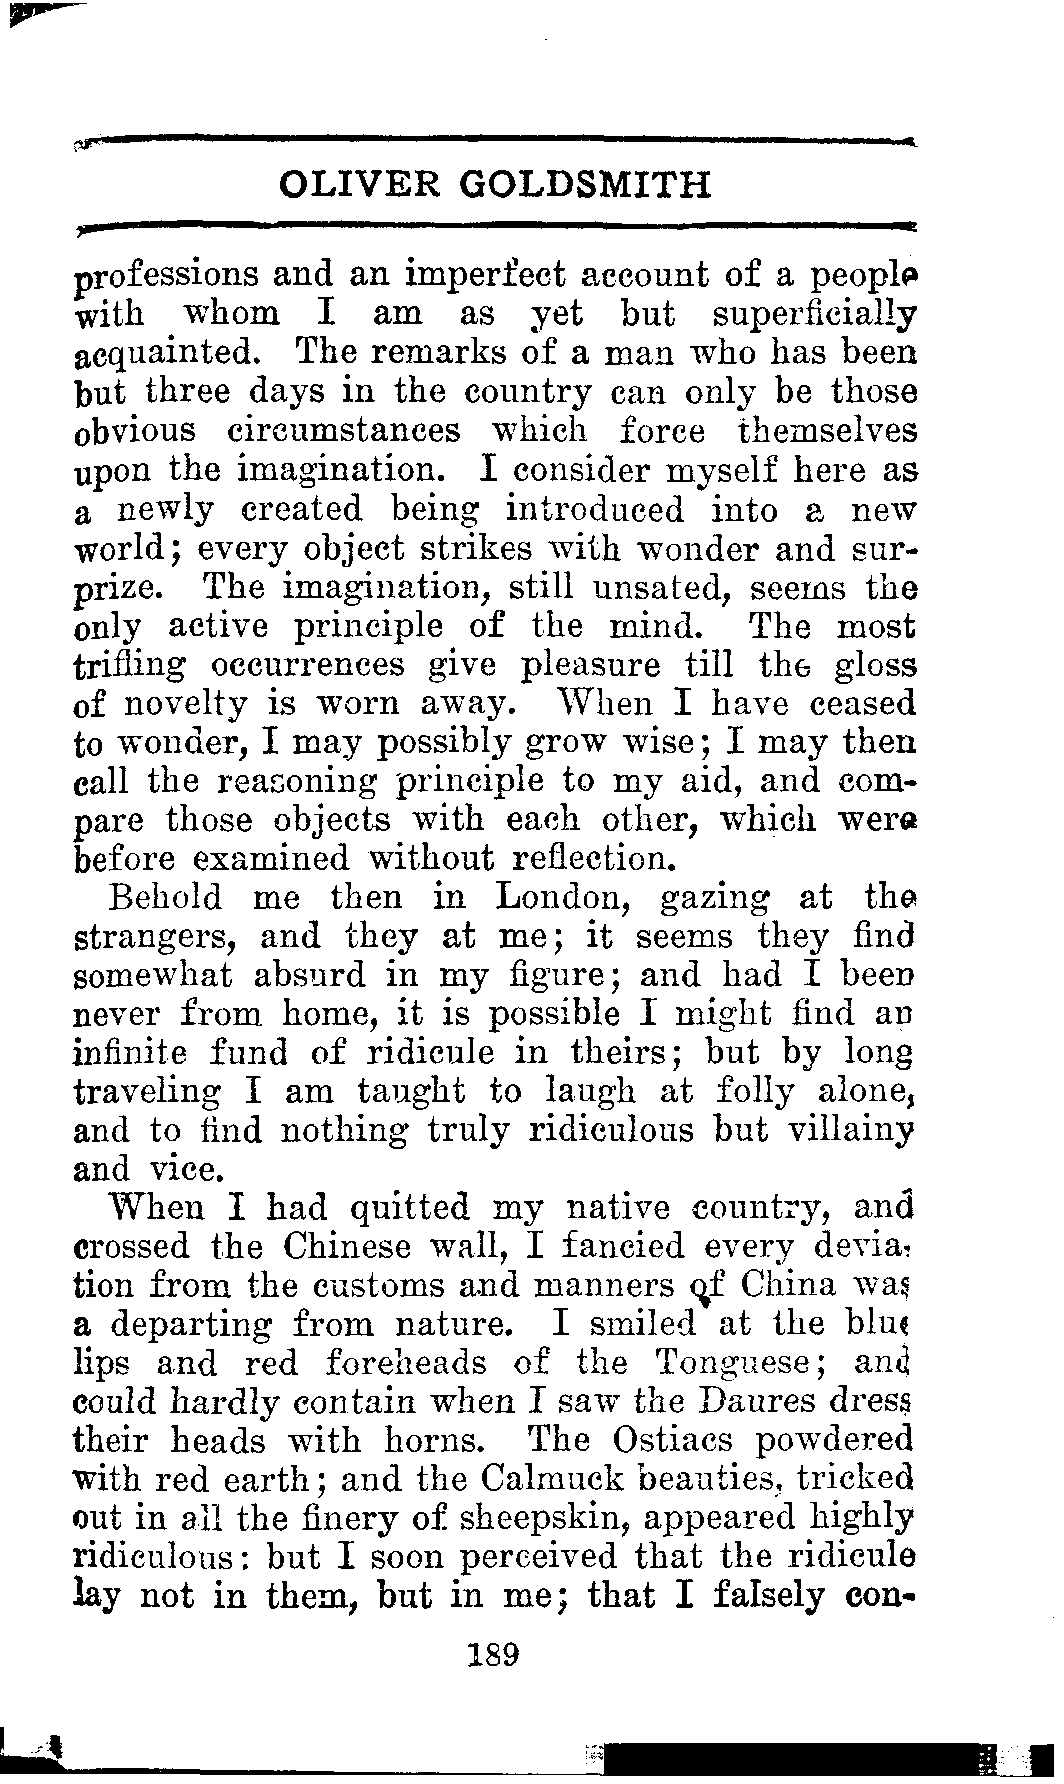 OLIVER GOLDSMITH
professions and an imperfect account of a people
with whom I am as yet but superficially
acquainted. The remarks of a man who has been
but three days in the country can only be those
obvious circumstances which force themselves
upon the imagination. I consider myself here as
a newly created being introduced into a new
world; every object strikes with wonder and sur-
prize. The imagination, still unsated, seems the
only active principle of the mind. The most
trifling occurrences give pleasure till the gloss
of novelty is worn away. When I have ceased
to wonder, I may possibly grow wise; I may then
call the reasoning principle to my aid, and com-
pare those objects with each other, which were
before examined without reflection.
Behold me then in London, gazing at the
strangers, and they at me; it seems they find
somewhat absurd in my figure; and had I been
never from home, it is possible I might find an
infinite fund of ridicule in theirs; but by long
traveling I am taught to laugh at folly alone,
and to find nothing truly ridiculous but villainy
and vice.
When I had quitted my native country, and
crossed the Chinese wall, I fancied every devia-
tion from the customs and manners of China was
a departing from nature. I smiled at the blue
lips and red foreheads of the Tonguese; and
could hardly contain when I saw the Daures dress
their heads with horns. The Ostiacs powdered
with red earth; and the Calmuck beauties, tricked
out in all the finery of sheepskin, appeared highly
ridiculous: but I soon perceived that the ridicule
lay not in them, but in me; that I falsely con-
189